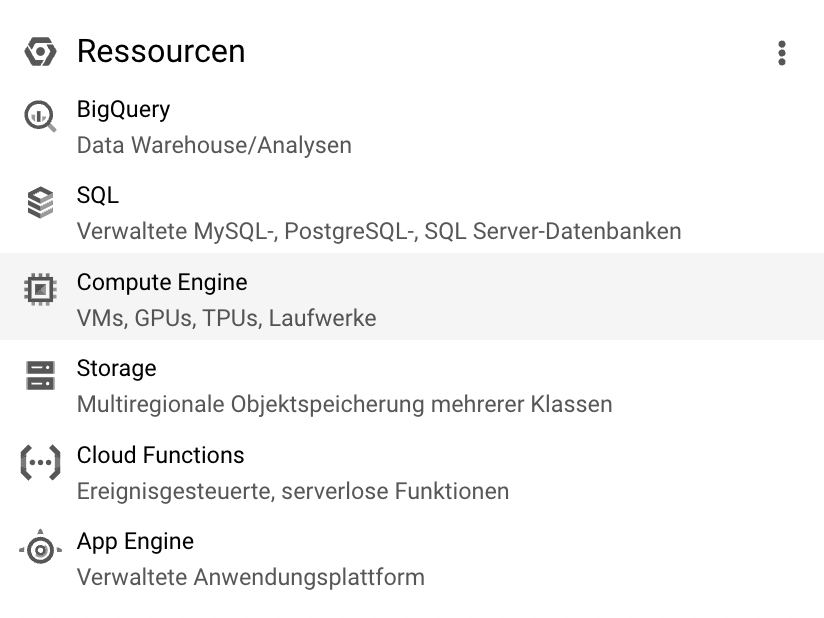 Ressourcen
BigQuery
Data Warehouse/Analysen
SQL
Verwaltete MySQL-, PostgreSQL-, SQL Server-Datenbanken
Compute Engine
VMs, GPUs, TPUs, Laufwerke
Storage
Multiregionale Objektspeicherung mehrerer Klassen
Cloud Functions
Ereignisgesteuerte, serverlose Funktionen
App Engine
Verwaltete Anwendungsplattform